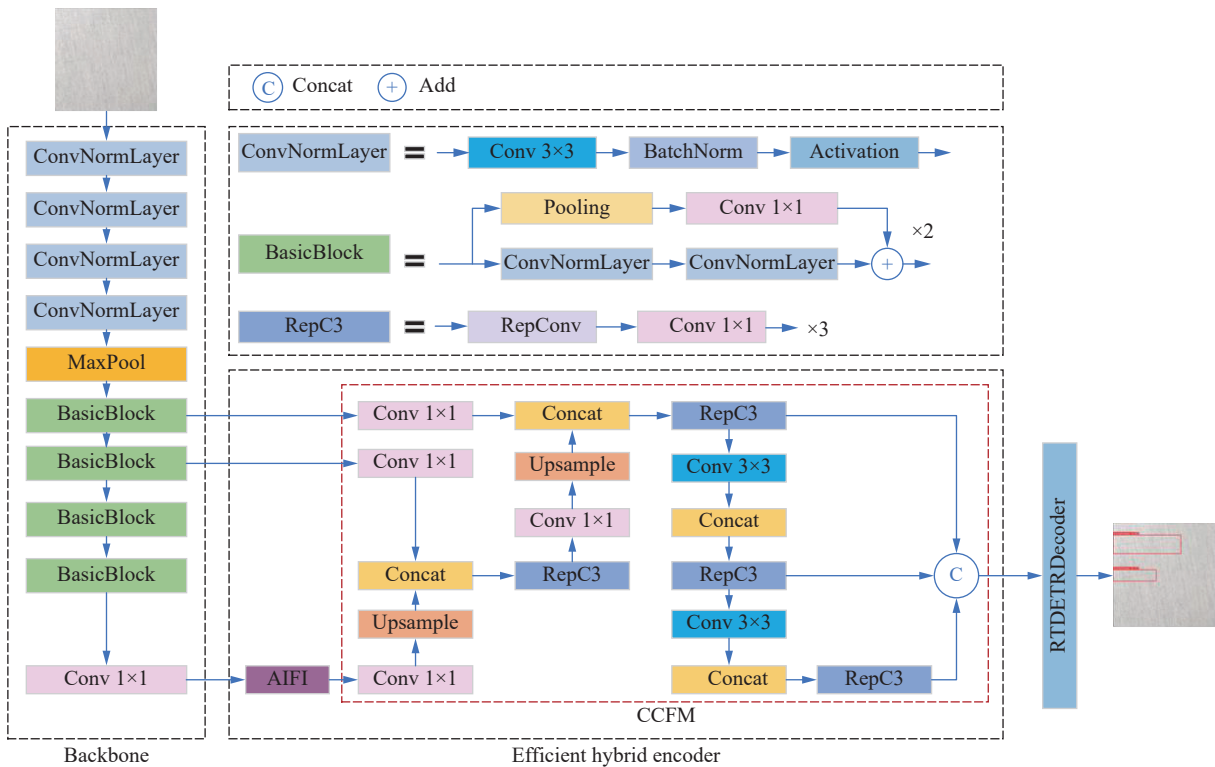 C Concat + Add
ConvNormLayer
ConvNormLayer
ConvNormLayer
ConvNormLayer
MaxPool
BasicBlock
BasicBlock
BasicBlock
BasicBlock
Conv 1×1
Backbone
ConvNormLayer = Conv 3×3 BatchNorm Activation
Pooling Conv 1×1
×2
BasicBlock =
ConvNormLayer ConvNormLayer +
RepC3 = RepConv Conv 1×1 ×3
Conv 1×1 Concat RepC3
Conv 1×1 Upsample Conv 3×3
Conv 1×1 Concat
Concat RepC3 RepC3 C
Upsample Conv 3×3
AIFI Conv 1×1 Concat RepC3
CCFM
Efficient hybrid encoder
RTDETRDecoder